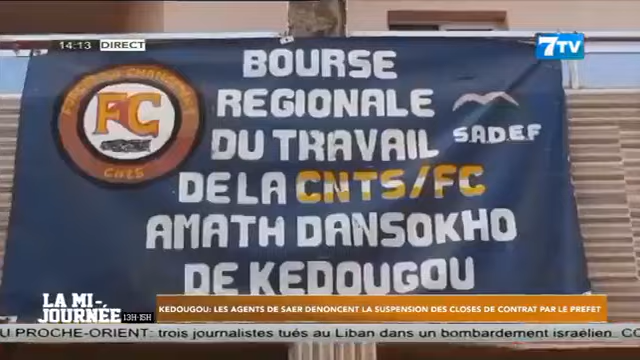 14:13 DIRECT
7TV
FC
CNTS
BOURSE
REGIONALE
DU TRAVAIL
DE LA CNTS/FC
AMATH DANSOKHO
DE KEDOUGOU
S.A.D.E.F
LA MI-
JOURNÉE 13H-15H
KEDOUGOU: LES AGENTS DE SAER DENONCENT LA SUSPENSION DES CLOSES DE CONTRAT PAR LE PREFET
U PROCHE-ORIENT: trois journalistes tués au Liban dans un bombardement israélien. CO